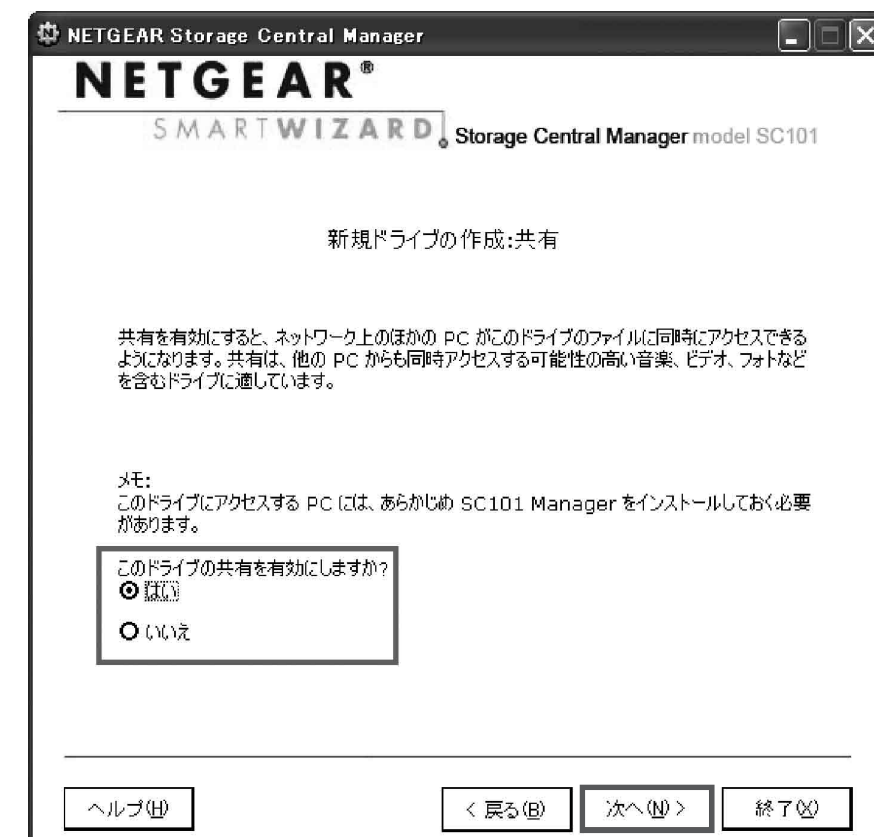 NETGEAR Storage Central Manager
NETGEAR®
SMARTWIZARD Storage Central Manager model SC101
新規ドライブの作成:共有
共有を有効にすると、ネットワーク上のほかの PC がこのドライブのファイルに同時にアクセスできる
ようになります。共有は、他の PC からも同時アクセスする可能性の高い音楽、ビデオ、フォトなど
を含むドライブに適しています。
メモ:
このドライブにアクセスする PC には、あらかじめ SC101 Manager をインストールしておく必要
があります。
このドライブの共有を有効にしますか?
はい
いいえ
ヘルプ(H)
< 戻る(B)
次へ(N) >
終了(X)